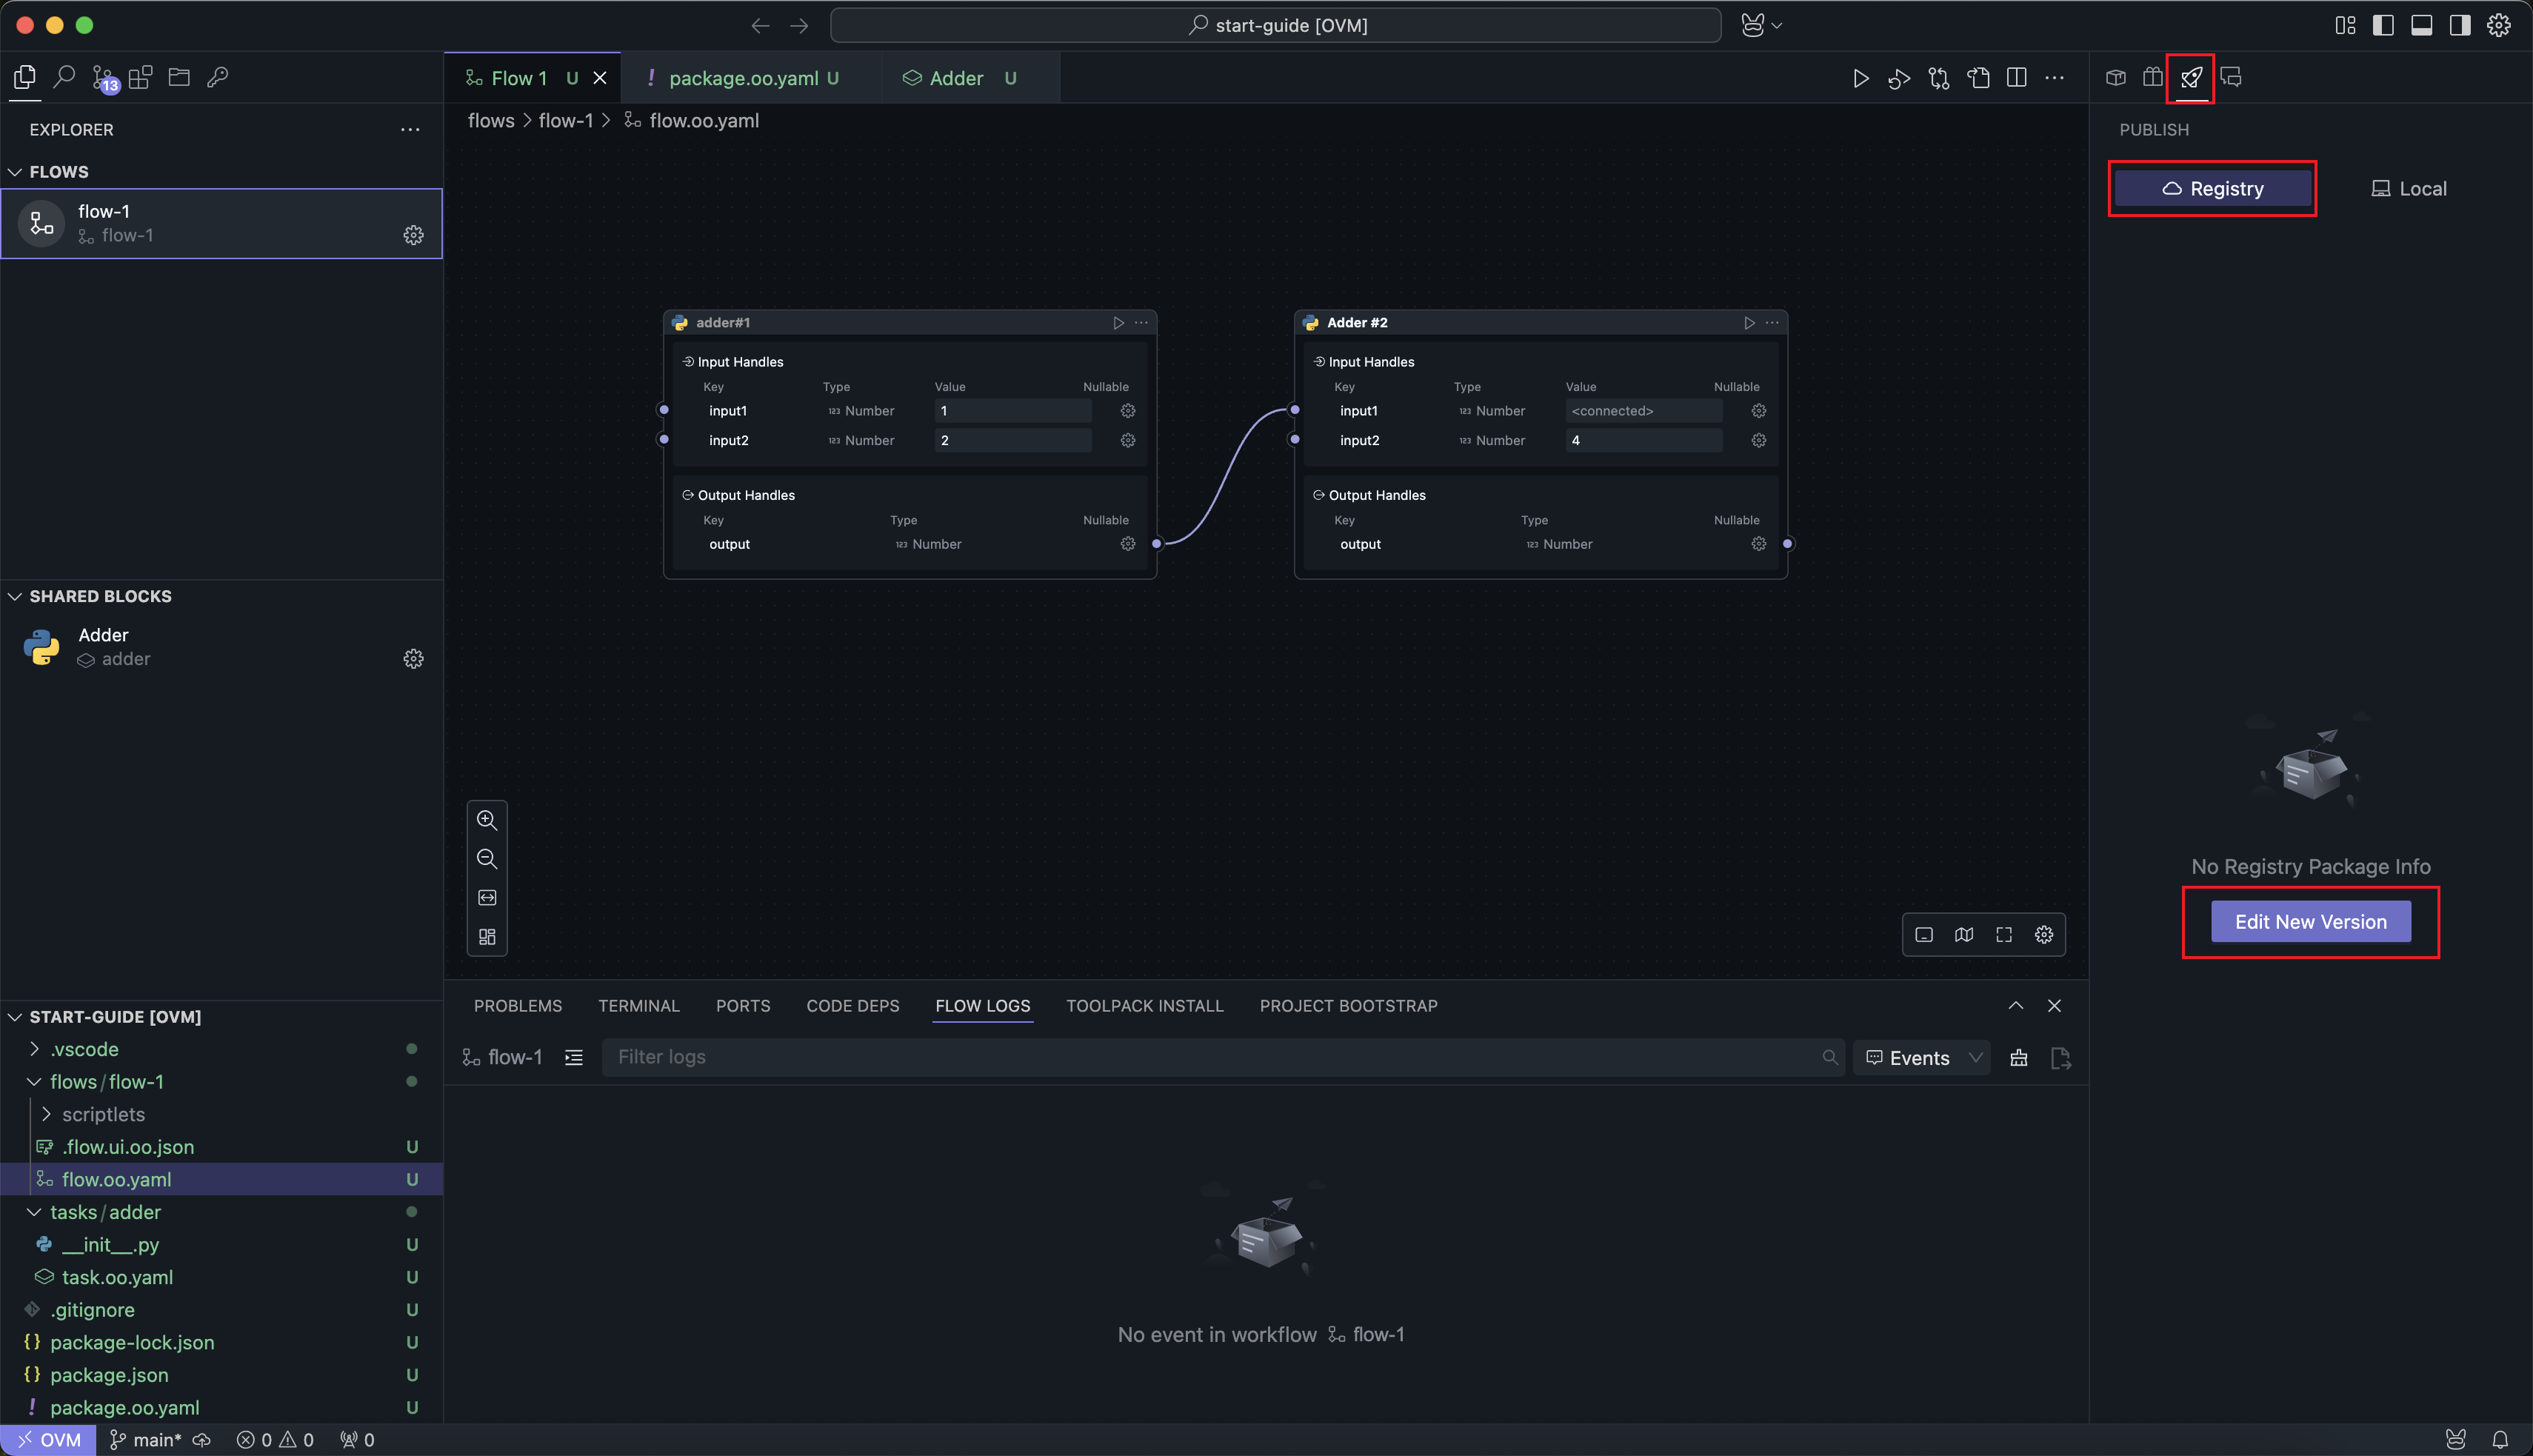 start-guide [OVM]
13
Flow 1 U
! package.oo.yaml U
Adder U
EXPLORER
PUBLISH
flows > flow-1 > flow.oo.yaml
FLOWS
flow-1
flow-1
Registry
Local
adder#1
Input Handles
Key Type Value Nullable
input1 123 Number 1
input2 123 Number 2
Output Handles
Key Type Nullable
output 123 Number
Adder #2
Input Handles
Key Type Value Nullable
input1 123 Number <connected>
input2 123 Number 4
Output Handles
Key Type Nullable
output 123 Number
SHARED BLOCKS
Adder
adder
No Registry Package Info
Edit New Version
PROBLEMS TERMINAL PORTS CODE DEPS FLOW LOGS TOOLPACK INSTALL PROJECT BOOTSTRAP
flow-1 Filter logs Events
No event in workflow flow-1
START-GUIDE [OVM]
.vscode
flows/flow-1
scriptlets
.flow.ui.oo.json U
flow.oo.yaml U
tasks/adder
__init__.py U
task.oo.yaml U
.gitignore U
{} package-lock.json U
{} package.json U
! package.oo.yaml U
OVM main* 0 0 0